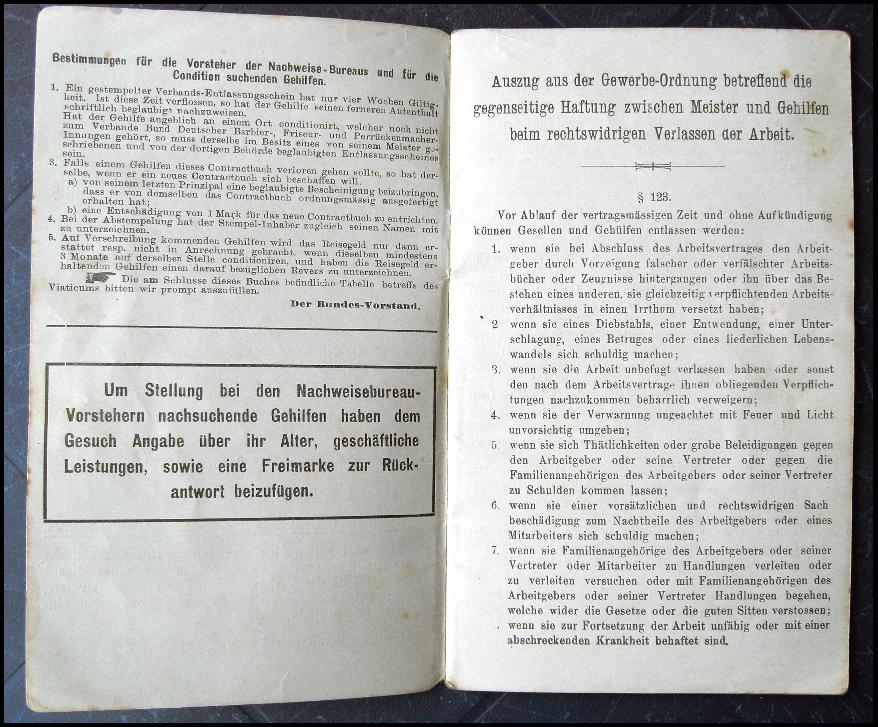 Bestimmungen für die Vorsteher der Nachweise-Bureaus und für die
Condition suchenden Gehilfen.
1. Ein gestempelter Verbands-Entlassungsschein hat nur vier Wochen Giltig-
keit. Ist diese Zeit verflossen, so hat der Gehilfe seinen ferneren Aufenthalt
schriftlich beglaubigt nachzuweisen.
Hat der Gehilfe angeblich an einem Ort conditionirt, welcher noch nicht
zum Verbande Bund Deutscher Barbier-, Friseur- und Perrückenmacher-
Innungen gehört, so muss derselbe im Besitz eines von seinem Meister ge-
schriebenen und von der dortigen Behörde beglaubigten Entlassungsscheines
sein.
3. Falls einem Gehilfen dieses Contractbuch verloren gehen sollte, so hat der-
selbe, wenn er ein neues Contractbuch sich beschaffen will,
a) von seinem letzten Prinzipal eine beglaubigte Bescheinigung beizubringen,
dass er von demselben das Contractbuch ordnungsmässig ausgefertigt
erhalten hat;
b) eine Entschädigung von 1 Mark für das neue Contractbuch zu entrichten.
4. Bei der Abstempelung hat der Stempel-Inhaber zugleich seinen Namen mit
zu unterzeichnen.
5. Auf Verschreibung kommenden Gehilfen wird das Reisegeld nur dann er-
stattet resp. nicht in Anrechnung gebracht, wenn dieselben mindestens
3 Monate auf derselben Stelle conditioniren, und haben die Reisegeld er-
haltenden Gehilfen einen darauf bezüglichen Revers zu unterzeichnen.
Die am Schlusse dieses Buches befindliche Tabelle betreffs des
Viaticums bitten wir prompt auszufüllen.
Der Bundes-Vorstand.
Um Stellung bei den Nachweisebureau-
Vorstehern nachsuchende Gehilfen haben dem
Gesuch Angabe über ihr Alter, geschäftliche
Leistungen, sowie eine Freimarke zur Rück-
antwort beizufügen.
Auszug aus der Gewerbe-Ordnung betreffend die
gegenseitige Haftung zwischen Meister und Gehilfen
beim rechtswidrigen Verlassen der Arbeit.
§ 123.
Vor Ablauf der vertragsmässigen Zeit und ohne Aufkündigung
können Gesellen und Gehülfen entlassen werden:
1. wenn sie bei Abschluss des Arbeitsvertrages den Arbeit-
geber durch Vorzeigung falscher oder verfälschter Arbeits-
bücher oder Zeugnisse hintergangen oder ihn über das Be-
stehen eines anderen, sie gleichzeitig verpflichtenden Arbeits-
verhältnisses in einen Irrthum versetzt haben;
2 wenn sie eines Diebstahls, einer Entwendung, einer Unter-
schlagung, eines Betruges oder eines liederlichen Lebens-
wandels sich schuldig machen;
3. wenn sie die Arbeit unbefugt verlassen haben oder sonst
den nach dem Arbeitsvertrage ihnen obliegenden Verpflich-
tungen nachzukommen beharrlich verweigern;
4. wenn sie der Verwarnung ungeachtet mit Feuer und Licht
unvorsichtig umgehen;
5. wenn sie sich Thätlichkeiten oder grobe Beleidigungen gegen
den Arbeitgeber oder seine Vertreter oder gegen die
Familienangehörigen des Arbeitgebers oder seiner Vertreter
zu Schulden kommen lassen;
6. wenn sie einer vorsätzlichen und rechtswidrigen Sach
beschädigung zum Nachtheile des Arbeitgebers oder eines
Mitarbeiters sich schuldig machen;
7. wenn sie Familienangehörige des Arbeitgebers oder seiner
Vertreter oder Mitarbeiter zu Handlungen verleiten oder
zu verleiten versuchen oder mit Familienangehörigen des
Arbeitgebers oder seiner Vertreter Handlungen begehen,
welche wider die Gesetze oder die guten Sitten verstossen;
. wenn sie zur Fortsetzung der Arbeit unfähig oder mit einer
abschreckenden Krankheit behaftet sind.